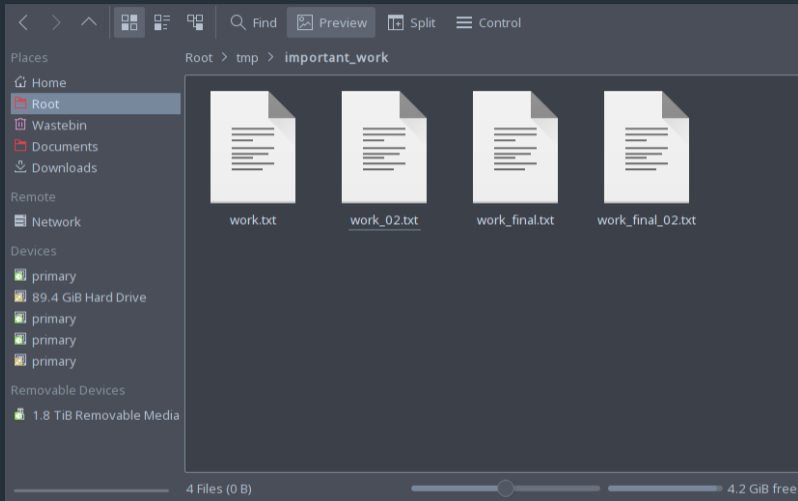 Find
Preview
Split
Control
Places
Home
Root
Wastebin
Documents
Downloads
Remote
Network
Devices
primary
89.4 GiB Hard Drive
primary
primary
primary
Removable Devices
1.8 TiB Removable Media
Root > tmp > important_work
work.txt
work_02.txt
work_final.txt
work_final_02.txt
4 Files (0 B)
4.2 GiB free